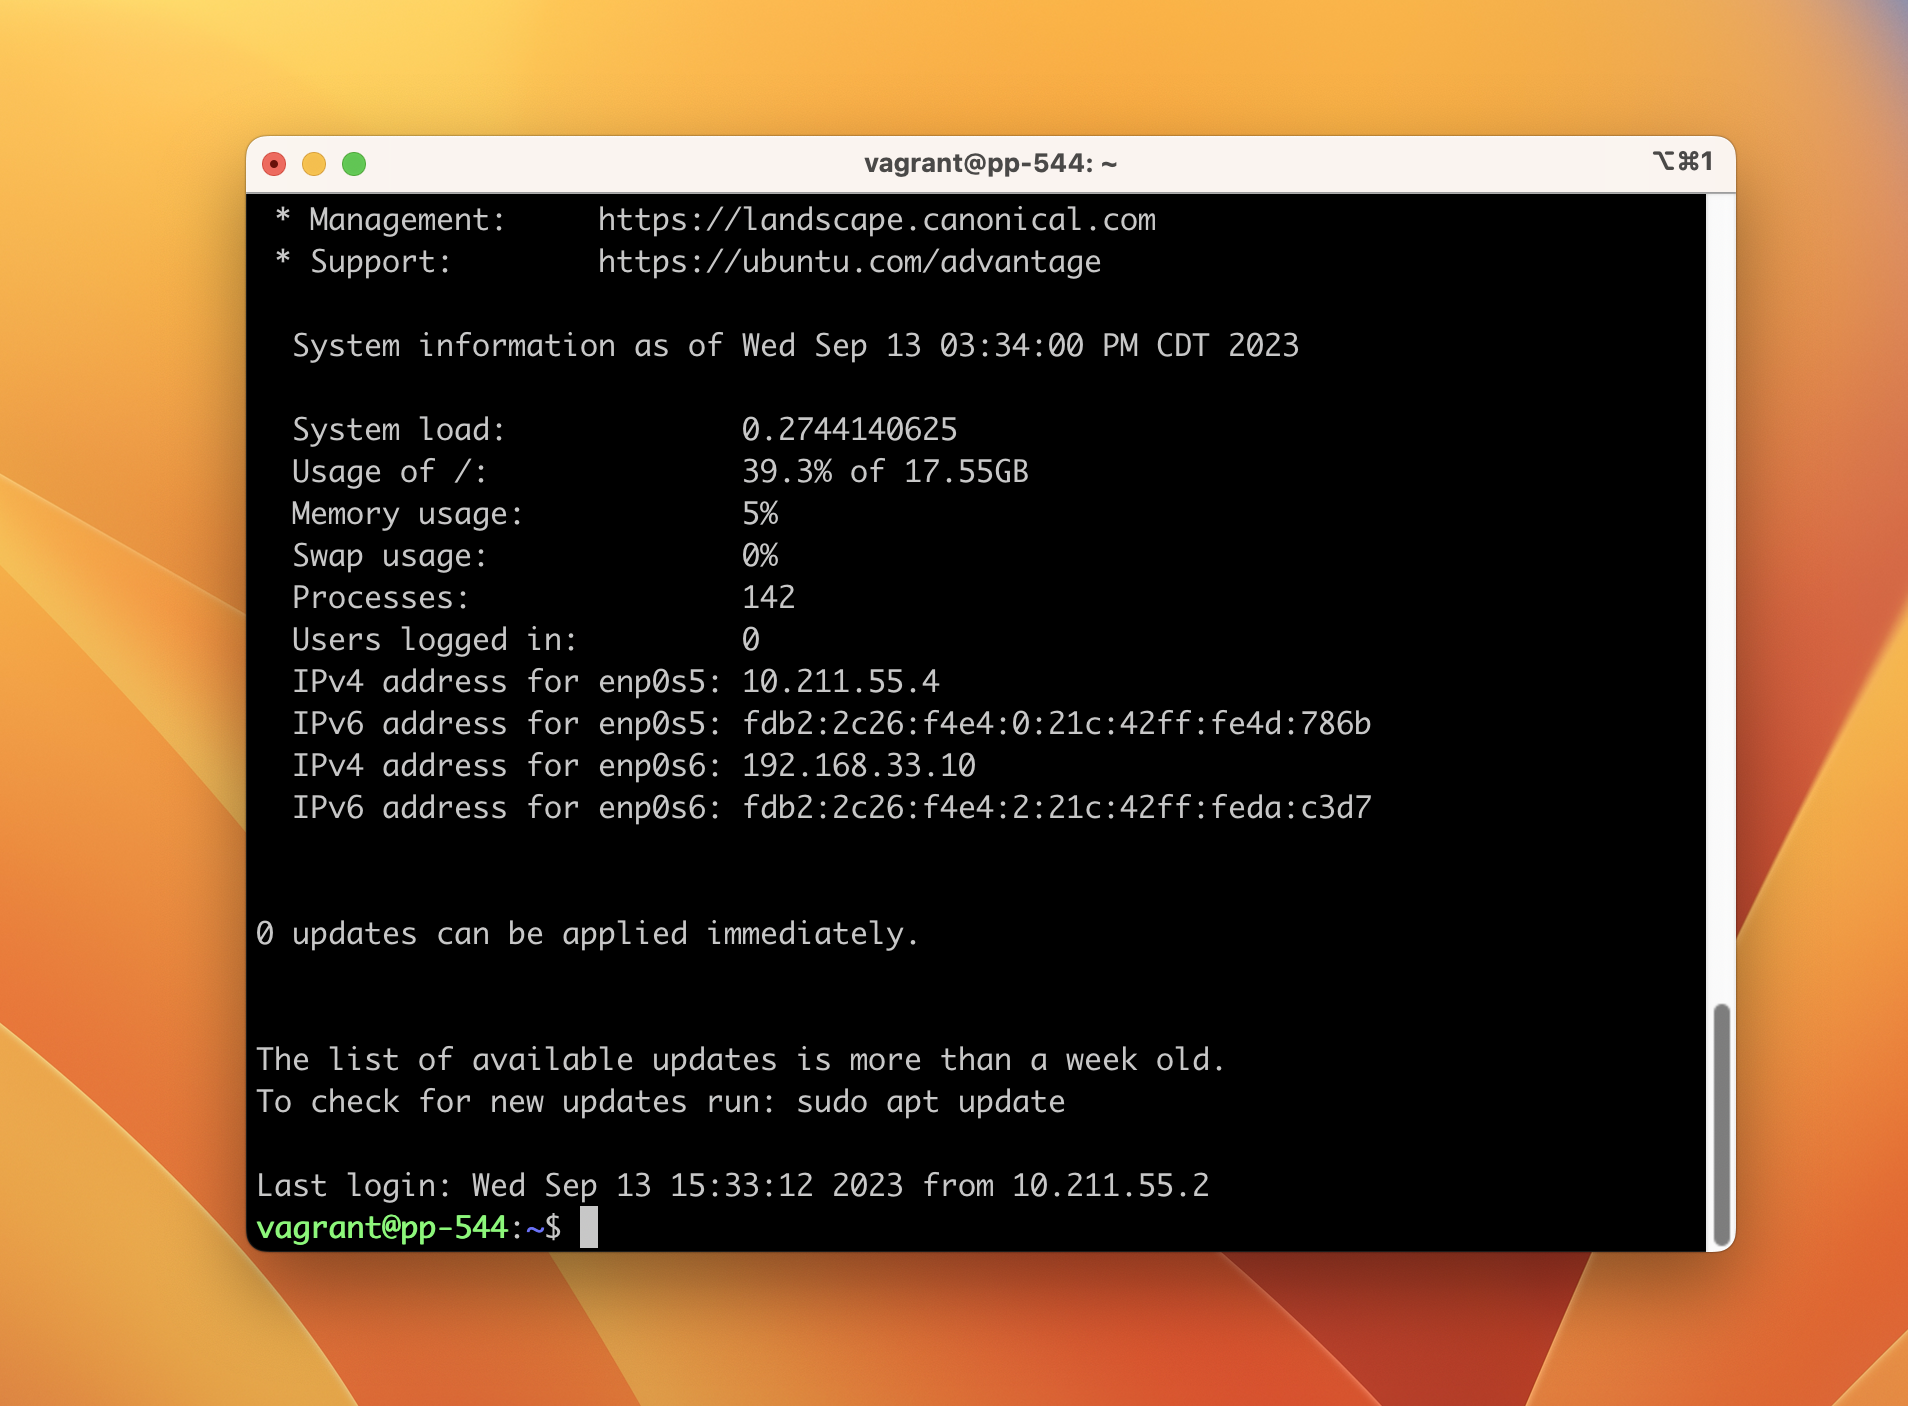 vagrant@pp-544: ~
⌥⌘1
* Management:     https://landscape.canonical.com
* Support:        https://ubuntu.com/advantage
System information as of Wed Sep 13 03:34:00 PM CDT 2023
System load:             0.2744140625
Usage of /:              39.3% of 17.55GB
Memory usage:            5%
Swap usage:              0%
Processes:               142
Users logged in:         0
IPv4 address for enp0s5: 10.211.55.4
IPv6 address for enp0s5: fdb2:2c26:f4e4:0:21c:42ff:fe4d:786b
IPv4 address for enp0s6: 192.168.33.10
IPv6 address for enp0s6: fdb2:2c26:f4e4:2:21c:42ff:feda:c3d7
0 updates can be applied immediately.
The list of available updates is more than a week old.
To check for new updates run: sudo apt update
Last login: Wed Sep 13 15:33:12 2023 from 10.211.55.2
vagrant@pp-544:~$